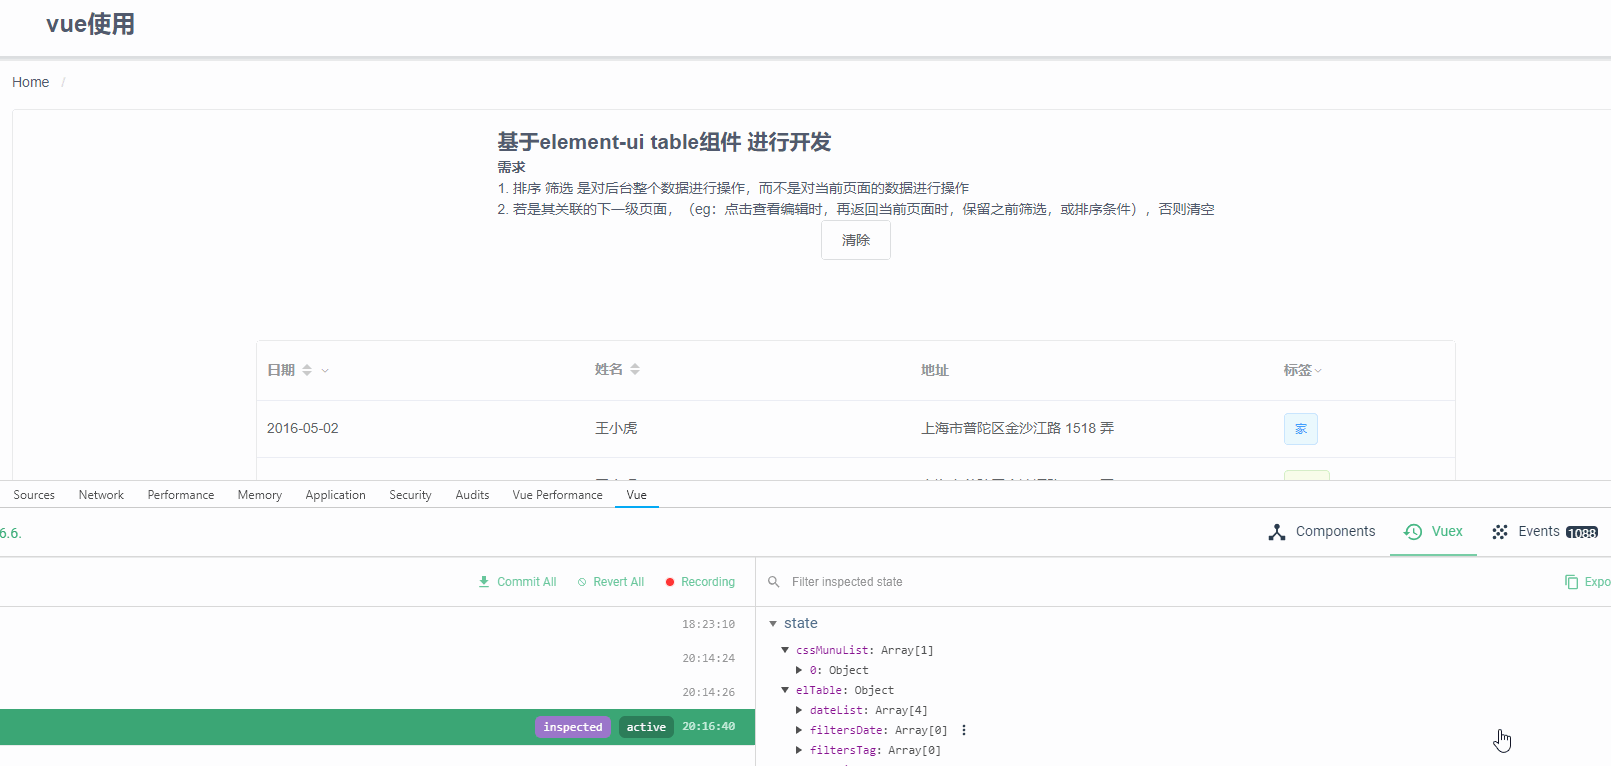 vue使用
Home /
基于element-ui table组件 进行开发
需求
1. 排序 筛选 是对后台整个数据进行操作，而不是对当前页面的数据进行操作
2. 若是其关联的下一级页面，（eg：点击查看编辑时，再返回当前页面时，保留之前筛选，或排序条件），否则清空
清除
日期 姓名 地址 标签
2016-05-02 王小虎 上海市普陀区金沙江路 1518 弄 家
Sources Network Performance Memory Application Security Audits Vue Performance Vue
6.6. Components Vuex Events 1088
Commit All Revert All Recording Filter inspected state Expo
18:23:10 state
20:14:24 cssMunuList: Array[1]
0: Object
20:14:26 elTable: Object
dateList: Array[4]
inspected active 20:16:40 filtersDate: Array[0]
filtersTag: Array[0]